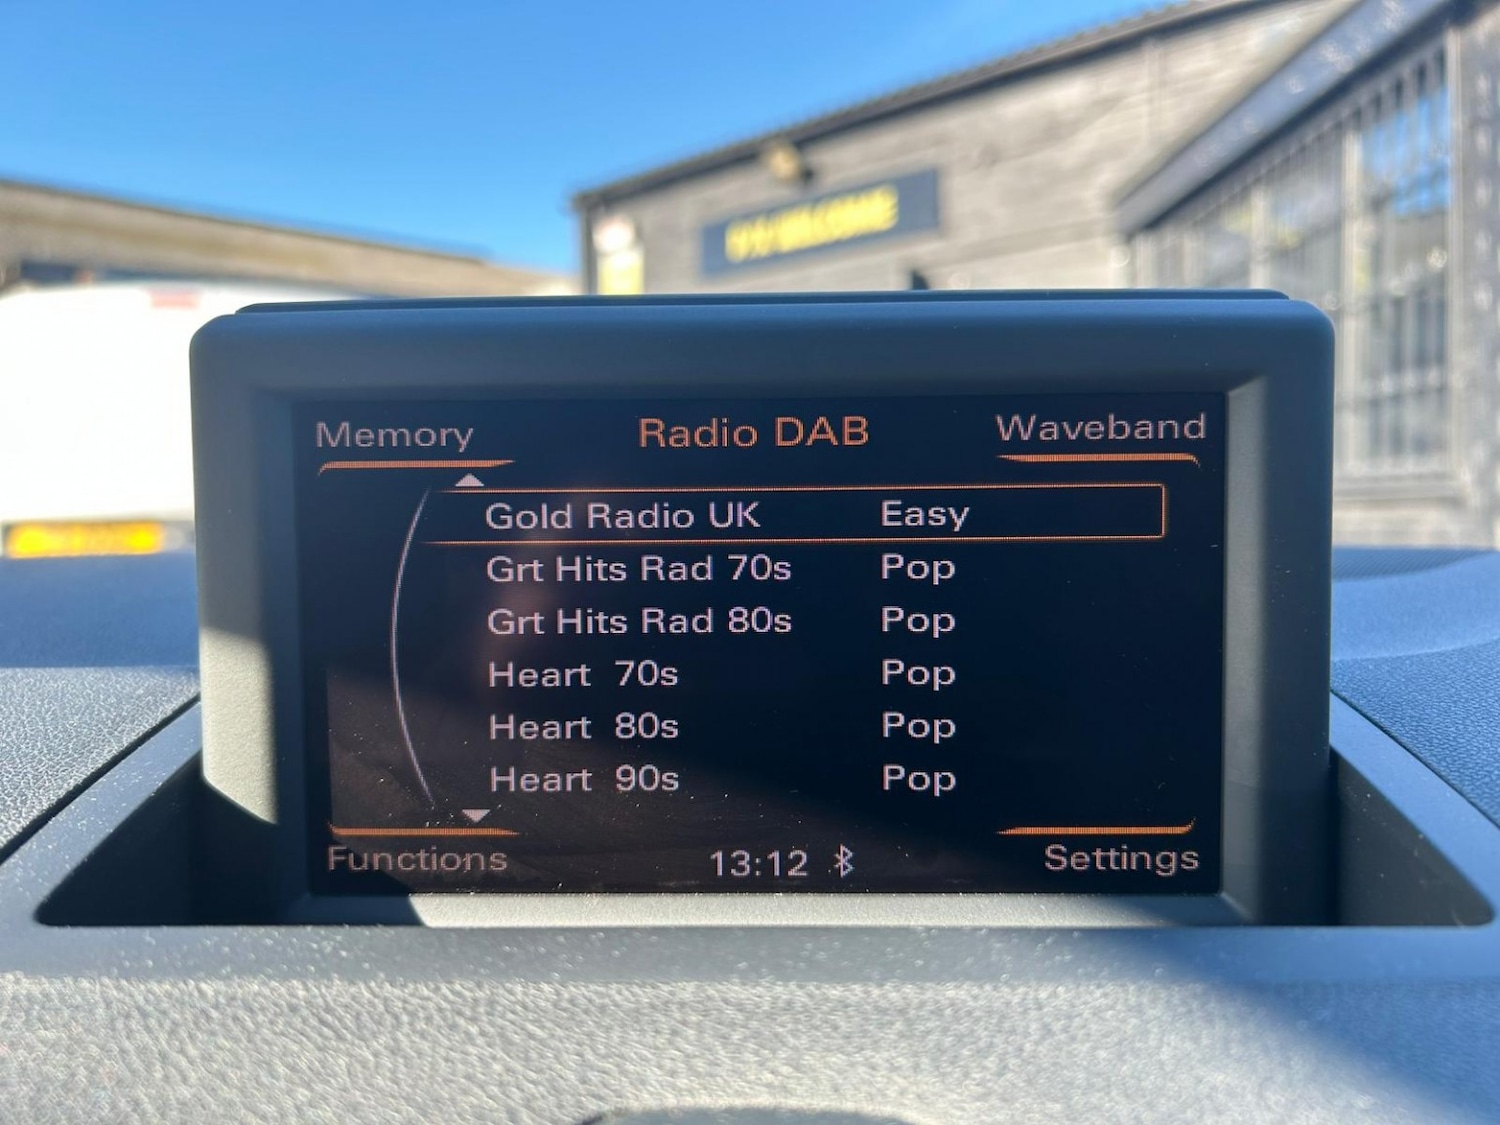 Memory Radio DAB Waveband
Gold Radio UK Easy
Grt Hits Rad 70s Pop
Grt Hits Rad 80s Pop
Heart 70s Pop
Heart 80s Pop
Heart 90s Pop
Functions 13:12 Settings